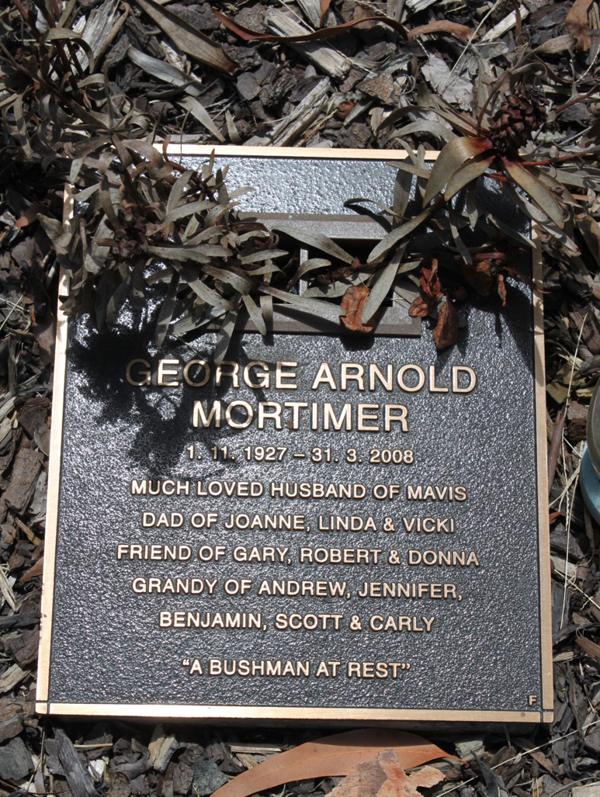 GEORGE ARNOLD
MORTIMER
1. 11. 1927 – 31. 3. 2008
MUCH LOVED HUSBAND OF MAVIS
DAD OF JOANNE, LINDA & VICKI
FRIEND OF GARY, ROBERT & DONNA
GRANDY OF ANDREW, JENNIFER,
BENJAMIN, SCOTT & CARLY
“A BUSHMAN AT REST”
F